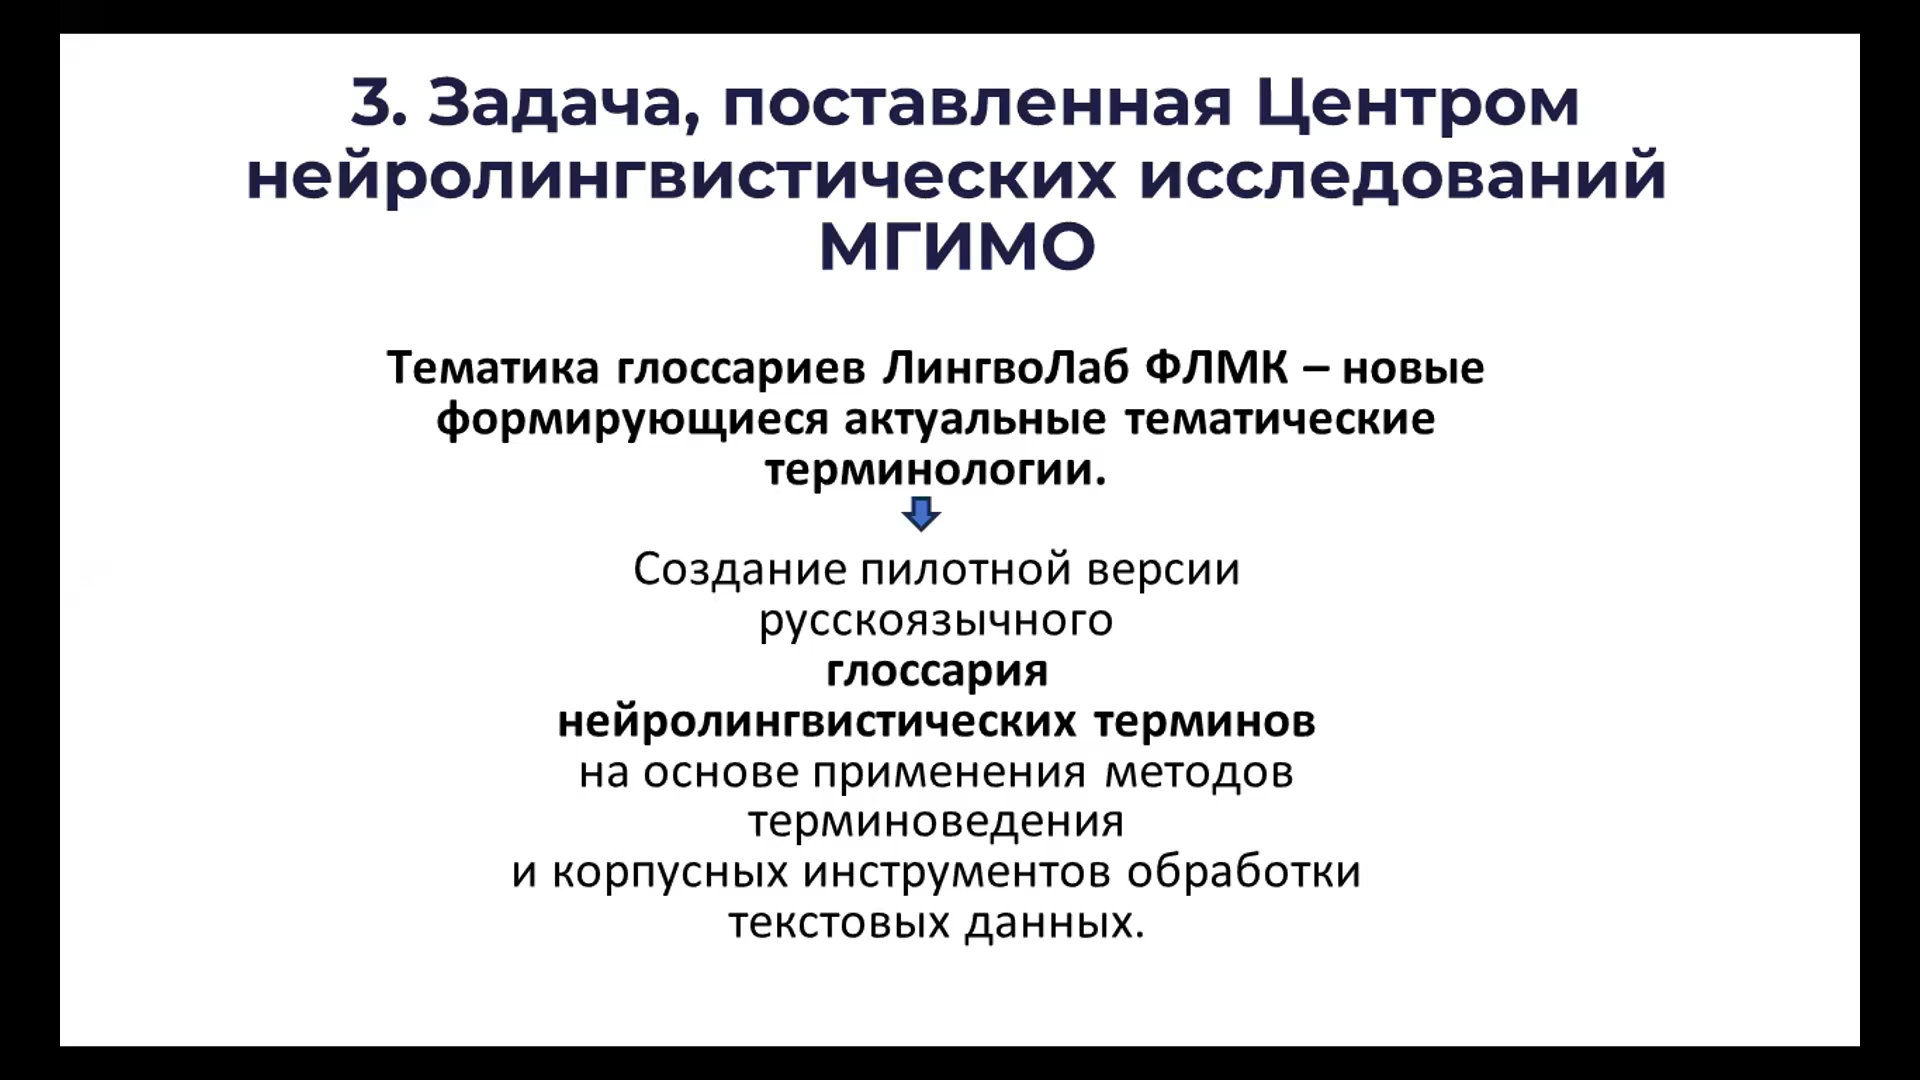 3. Задача, поставленная Центром
нейролингвистических исследований
МГИМО
Тематика глоссариев ЛингвоЛаб ФЛМК – новые
формирующиеся актуальные тематические
терминологии.
Создание пилотной версии
русскоязычного
глоссария
нейролингвистических терминов
на основе применения методов
терминоведения
и корпусных инструментов обработки
текстовых данных.